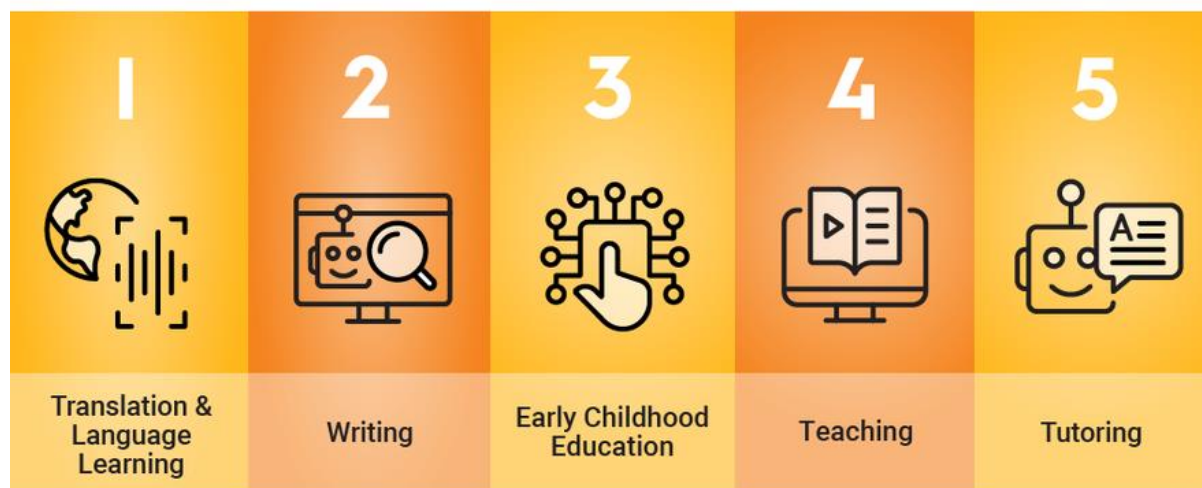 1
2
3
4
5
A
Translation &
Language
Learning
Writing
Early Childhood
Education
Teaching
Tutoring